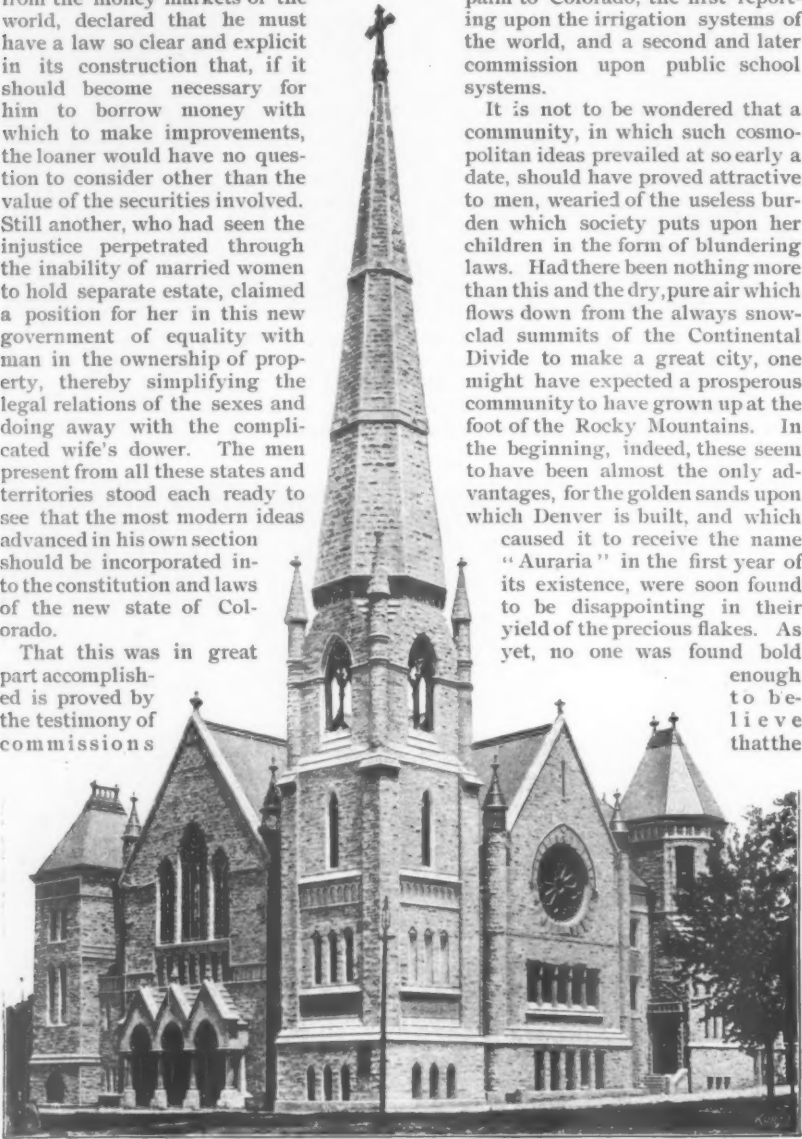 world, declared that he must
have a law so clear and explicit
in its construction that, if it
should become necessary for
him to borrow money with
which to make improvements,
the loaner would have no ques-
tion to consider other than the
value of the securities involved.
Still another, who had seen the
injustice perpetrated through
the inability of married women
to hold separate estate, claimed
a position for her in this new
government of equality with
man in the ownership of prop-
erty, thereby simplifying the
legal relations of the sexes and
doing away with the compli-
cated wife's dower. The men
present from all these states and
territories stood each ready to
see that the most modern ideas
advanced in his own section
should be incorporated in-
to the constitution and laws
of the new state of Col-
orado.
That this was in great
part accomplish-
ed is proved by
the testimony of
commissions
ing upon the irrigation systems of
the world, and a second and later
commission upon public school
systems.
It is not to be wondered that a
community, in which such cosmo-
politan ideas prevailed at so early a
date, should have proved attractive
to men, wearied of the useless bur-
den which society puts upon her
children in the form of blundering
laws. Had there been nothing more
than this and the dry, pure air which
flows down from the always snow-
clad summits of the Continental
Divide to make a great city, one
might have expected a prosperous
community to have grown up at the
foot of the Rocky Mountains. In
the beginning, indeed, these seem
to have been almost the only ad-
vantages, for the golden sands upon
which Denver is built, and which
caused it to receive the name
"Auraria" in the first year of
its existence, were soon found
to be disappointing in their
yield of the precious flakes. As
yet, no one was found bold
enough
to be-
lieve
that the